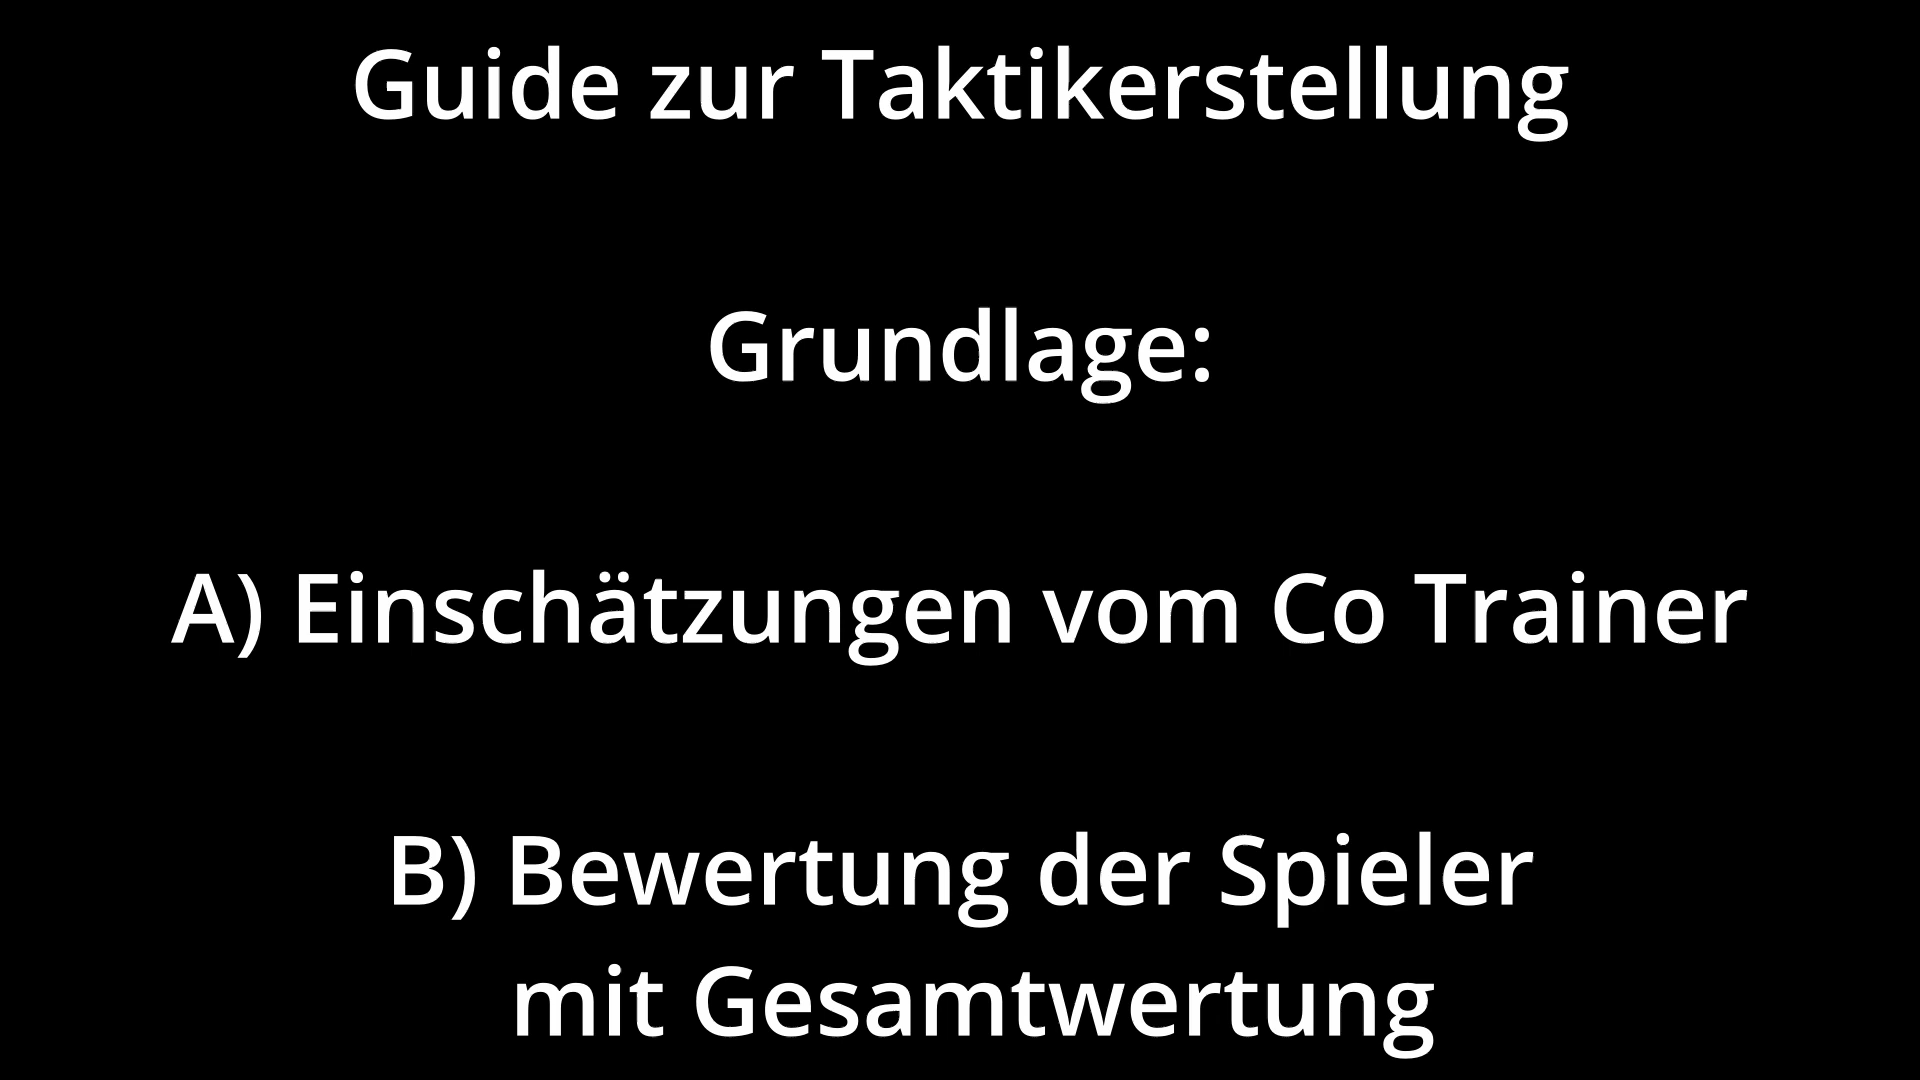 Guide zur Taktikerstellung
Grundlage:
A) Einschätzungen vom Co Trainer
B) Bewertung der Spieler
mit Gesamtwertung